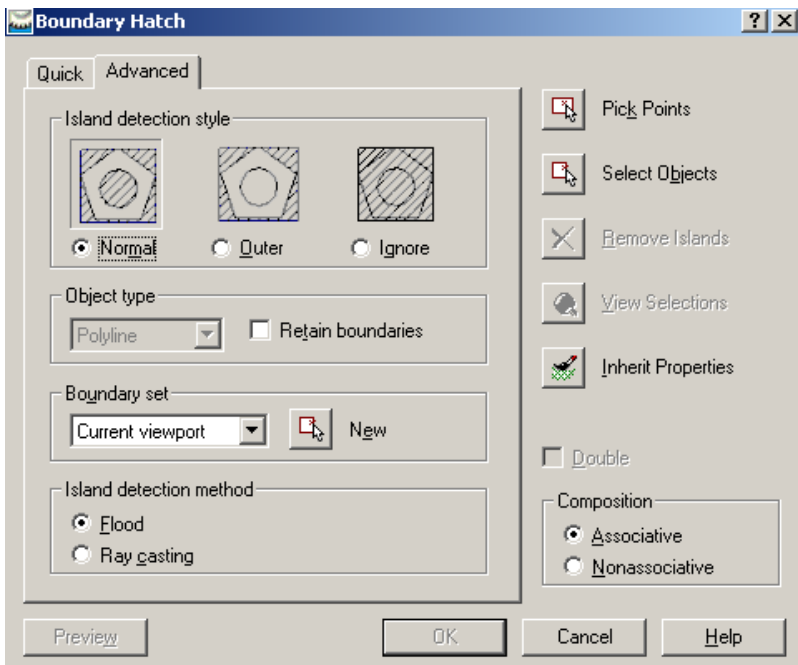 Boundary Hatch
Quick Advanced
Island detection style
Normal Outer Ignore
Object type
Polyline Retain boundaries
Boundary set
Current viewport New
Island detection method
Flood
Ray casting
Pick Points
Select Objects
Remove Islands
View Selections
Inherit Properties
Double
Composition
Associative
Nonassociative
Preview OK Cancel Help